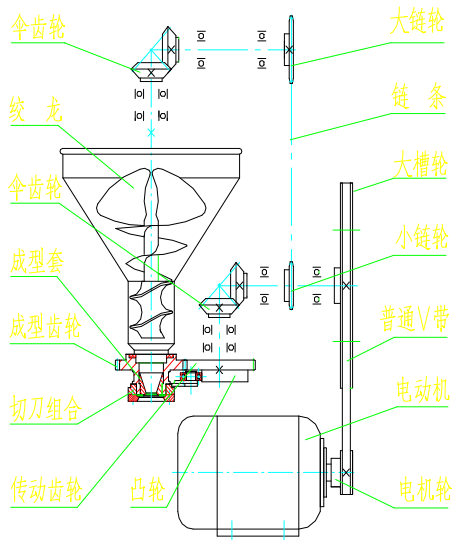 伞齿轮
大链轮
绞 龙
链 条
伞齿轮
大槽轮
成型套
小链轮
成型齿轮
普通V带
切刀组合
电动机
传动齿轮
凸轮
电机轮